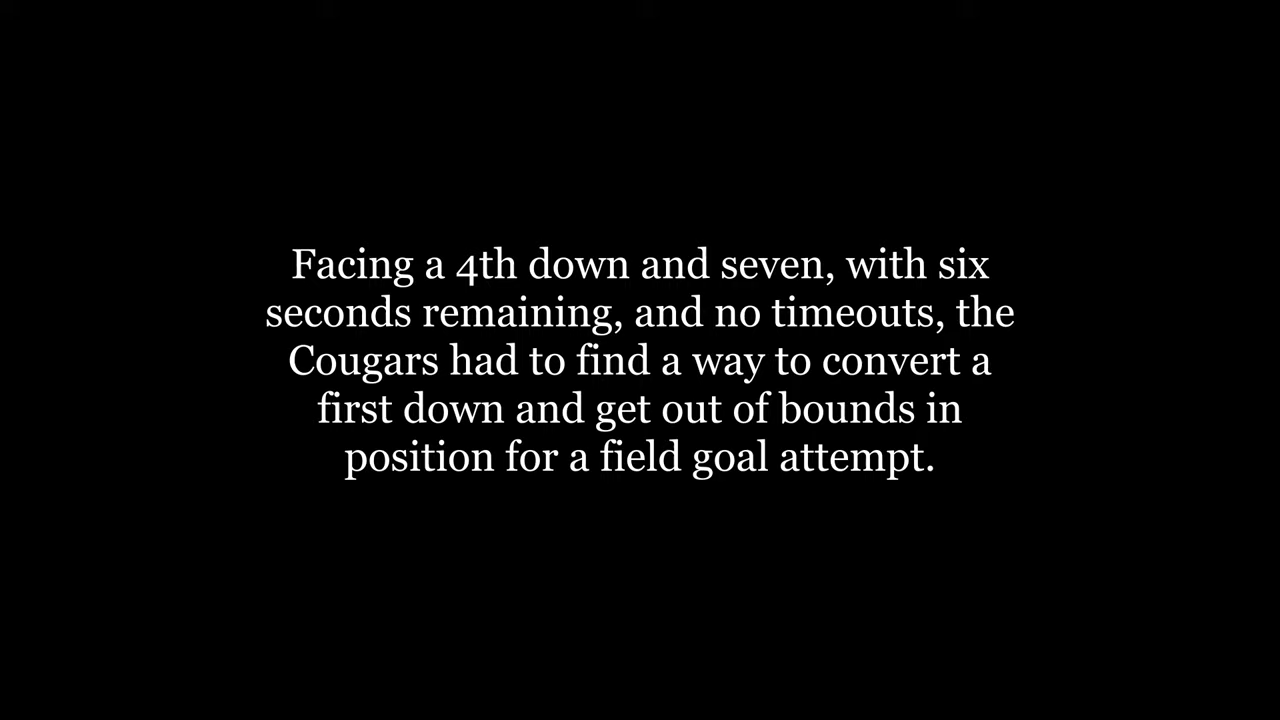 Facing a 4th down and seven, with six
seconds remaining, and no timeouts, the
Cougars had to find a way to convert a
first down and get out of bounds in
position for a field goal attempt.